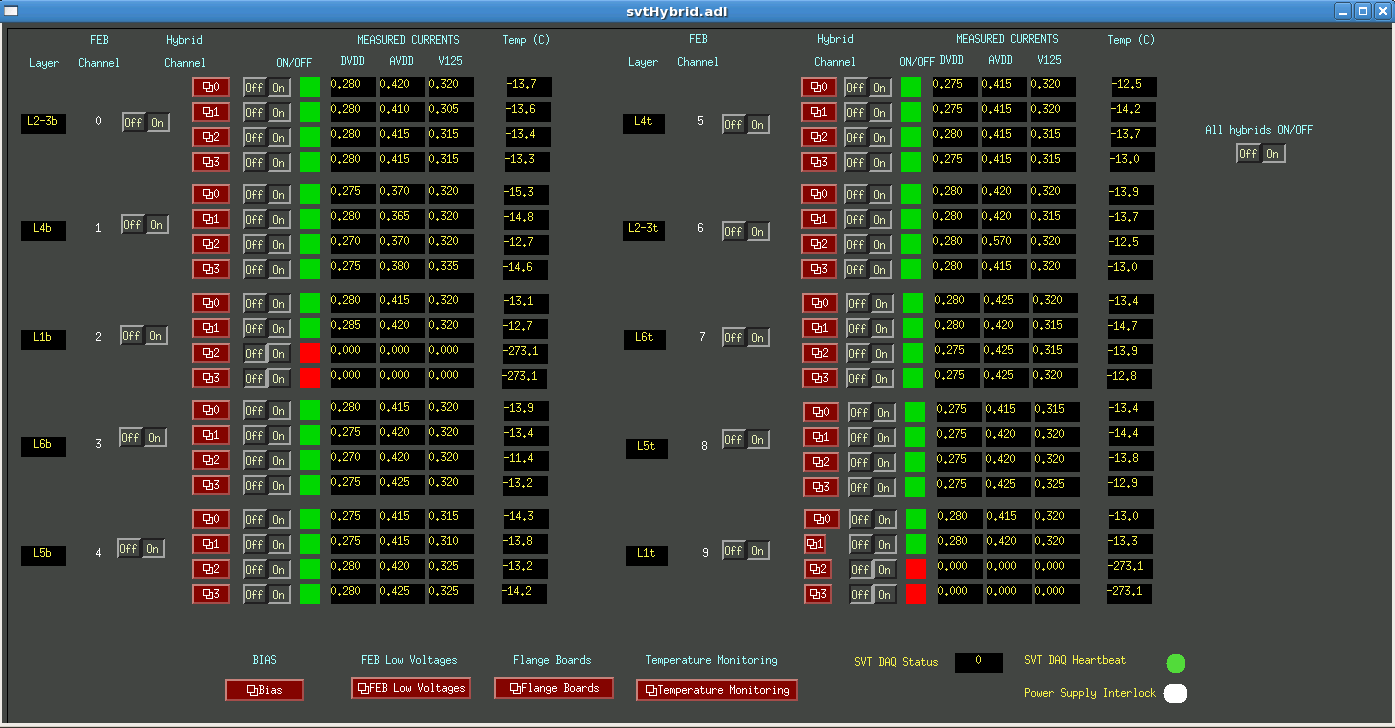 svtHybrid.adl
FEB Hybrid MEASURED CURRENTS Temp (C) FEB Hybrid MEASURED CURRENTS Temp (C)
Layer Channel Channel ON/OFF DVDD AVDD V125 Layer Channel Channel ON/OFF DVDD AVDD V125
0 Off On 0.280 0.420 0.320 -13.7 0 Off On 0.275 0.415 0.320 -12.5
1 Off On 0.280 0.410 0.305 -13.6 1 Off On 0.275 0.415 0.320 -14.2
L2-3b 0 Off On L4t 5 Off On All hybrids ON/OFF
2 Off On 0.280 0.415 0.315 -13.4 2 Off On 0.280 0.415 0.315 -13.7
3 Off On 0.280 0.415 0.315 -13.3 3 Off On 0.275 0.415 0.315 -13.0 Off On
0 Off On 0.275 0.370 0.320 -15.3 0 Off On 0.280 0.420 0.320 -13.9
1 Off On 0.280 0.365 0.320 -14.8 1 Off On 0.280 0.420 0.315 -13.7
L4b 1 Off On L2-3t 6 Off On
2 Off On 0.270 0.370 0.320 -12.7 2 Off On 0.280 0.570 0.320 -12.5
3 Off On 0.275 0.380 0.335 -14.6 3 Off On 0.280 0.415 0.320 -13.0
0 Off On 0.280 0.415 0.320 -13.1 0 Off On 0.280 0.425 0.320 -13.4
1 Off On 0.285 0.420 0.320 -12.7 1 Off On 0.280 0.420 0.315 -14.7
L1b 2 Off On L6t 7 Off On
2 Off On 0.000 0.000 0.000 -273.1 2 Off On 0.275 0.425 0.315 -13.9
3 Off On 0.000 0.000 0.000 -273.1 3 Off On 0.275 0.425 0.320 -12.8
0 Off On 0.280 0.415 0.320 -13.9 0 Off On 0.275 0.415 0.315 -13.4
1 Off On 0.275 0.420 0.320 -13.4 1 Off On 0.275 0.420 0.320 -14.4
L6b 3 Off On L5t 8 Off On
2 Off On 0.270 0.420 0.320 -11.4 2 Off On 0.275 0.420 0.320 -13.8
3 Off On 0.275 0.425 0.320 -13.2 3 Off On 0.275 0.425 0.325 -12.9
0 Off On 0.275 0.415 0.315 -14.3 0 Off On 0.280 0.415 0.320 -13.0
1 Off On 0.275 0.415 0.310 -13.8 1 Off On 0.280 0.420 0.320 -13.3
L5b 4 Off On L1t 9 Off On
2 Off On 0.280 0.420 0.325 -13.2 2 Off On 0.000 0.000 0.000 -273.1
3 Off On 0.280 0.425 0.325 -14.2 3 Off On 0.000 0.000 0.000 -273.1
BIAS FEB Low Voltages Flange Boards Temperature Monitoring SVT DAQ Status 0 SVT DAQ Heartbeat
Bias FEB Low Voltages Flange Boards Temperature Monitoring Power Supply Interlock